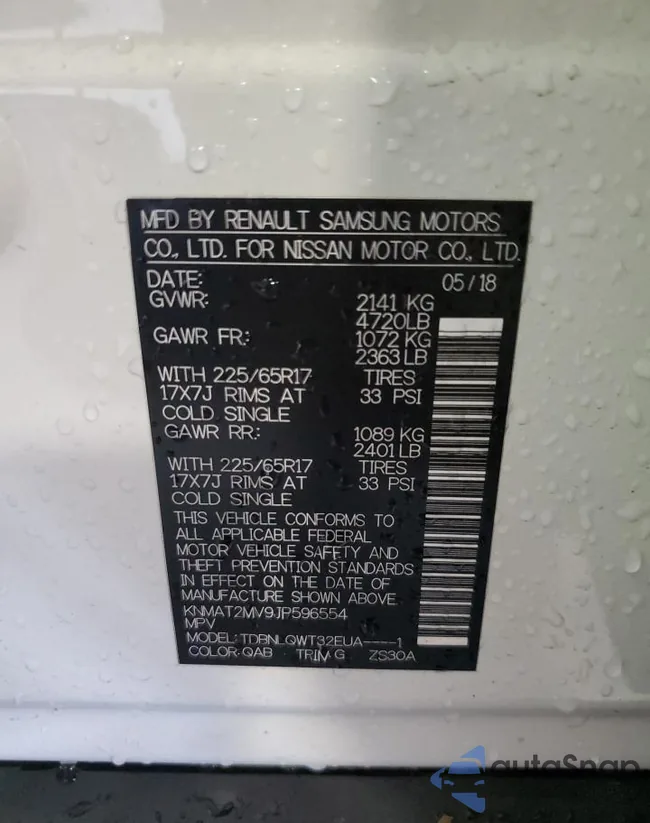 MFD BY RENAULT SAMSUNG MOTORS
CO., LTD. FOR NISSAN MOTOR CO., LTD.
DATE: 05/18
GVWR: 2141 KG
4720LB
GAWR FR: 1072 KG
2363 LB
WITH 225/65R17 TIRES
17X7J RIMS AT 33 PSI
COLD SINGLE
GAWR RR: 1089 KG
2401 LB
WITH 225/65R17 TIRES
17X7J RIMS AT 33 PSI
COLD SINGLE
THIS VEHICLE CONFORMS TO
ALL APPLICABLE FEDERAL
MOTOR VEHICLE SAFETY AND
THEFT PREVENTION STANDARDS
IN EFFECT ON THE DATE OF
MANUFACTURE SHOWN ABOVE.
KNMAT2MV9JP596554
MPV
MODEL: TDBNLQWT32EUA----1
COLOR: QAB TRIM: G ZS30A
autoSnap